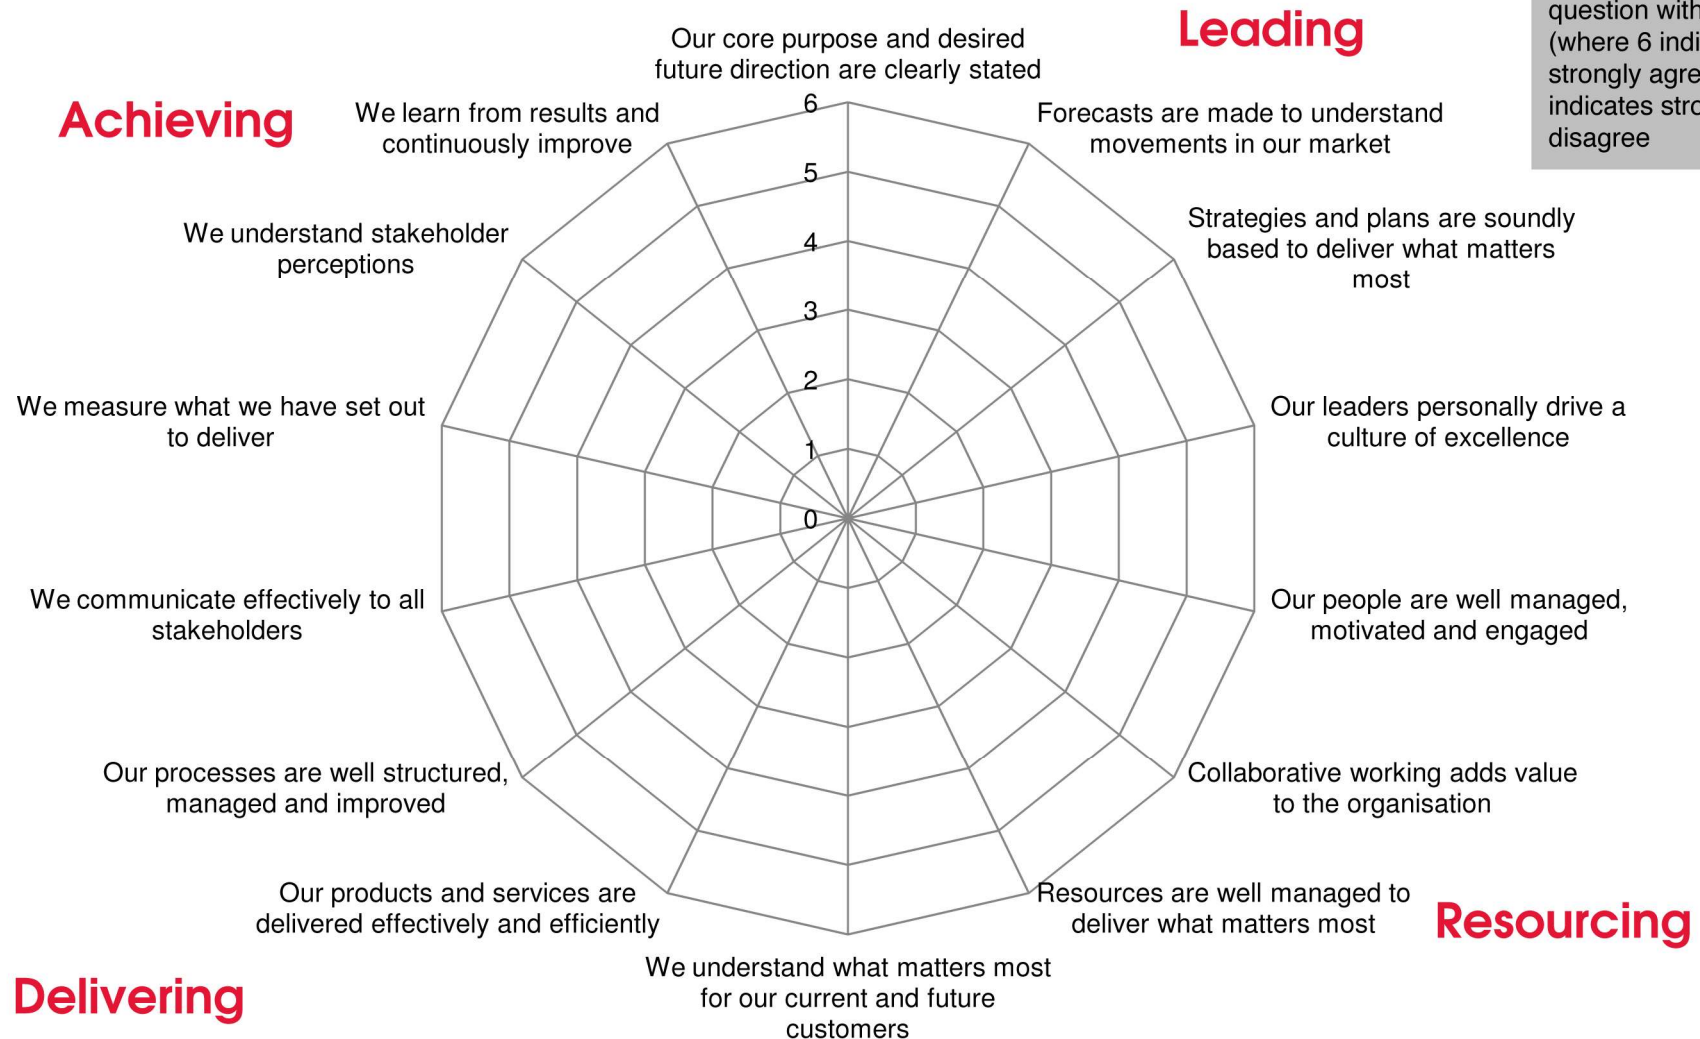 Leading
question with
(where 6 indi
strongly agre
indicates stro
disagree
Achieving
Our core purpose and desired
future direction are clearly stated
Forecasts are made to understand
movements in our market
Strategies and plans are soundly
based to deliver what matters
most
Our leaders personally drive a
culture of excellence
Our people are well managed,
motivated and engaged
Collaborative working adds value
to the organisation
Resources are well managed to
deliver what matters most
Resourcing
We understand what matters most
for our current and future
customers
Our products and services are
delivered effectively and efficiently
Delivering
Our processes are well structured,
managed and improved
We communicate effectively to all
stakeholders
We measure what we have set out
to deliver
We understand stakeholder
perceptions
We learn from results and
continuously improve
6
5
4
3
2
1
0